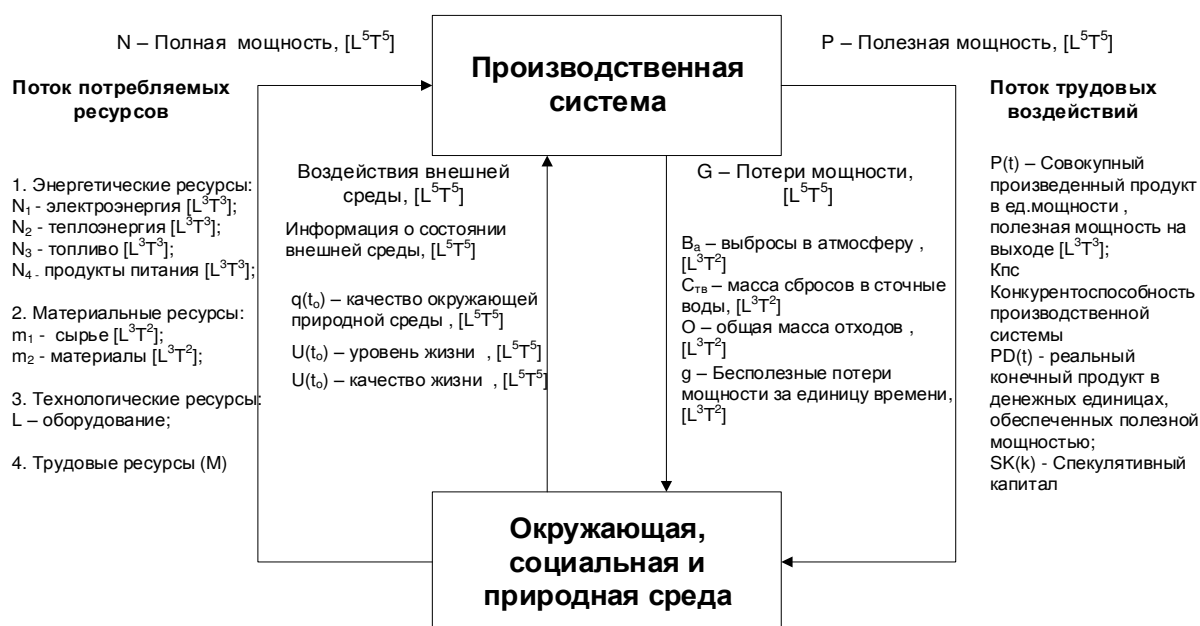 N – Полная мощность, [L⁵T⁵]
Производственная
система
P – Полезная мощность, [L⁵T⁵]
Поток потребляемых
ресурсов
1. Энергетические ресурсы:
N₁ - электроэнергия [L³T³];
N₂ - теплоэнергия [L³T³];
N₃ - топливо [L³T³];
N₄ - продукты питания [L³T³];
2. Материальные ресурсы:
m₁ - сырье [L³T²];
m₂ - материалы [L³T²];
3. Технологические ресурсы:
L – оборудование;
4. Трудовые ресурсы (М)
Воздействия внешней
среды, [L⁵T⁵]
Информация о состоянии
внешней среды, [L⁵T⁵]
q(tₒ) – качество окружающей
природной среды , [L⁵T⁵]
U(tₒ) – уровень жизни , [L⁵T⁵]
U(tₒ) – качество жизни , [L⁵T⁵]
G – Потери мощности,
[L⁵T⁵]
Bₐ – выбросы в атмосферу ,
[L³T²]
Cтв – масса сбросов в сточные
воды, [L³T²]
O – общая масса отходов ,
[L³T²]
g – Бесполезные потери
мощности за единицу времени,
[L³T²]
Поток трудовых
воздействий
P(t) – Совокупный
произведенный продукт
в ед.мощности ,
полезная мощность на
выходе [L³T³];
Кпс
Конкурентоспособность
производственной
системы
PD(t) - реальный
конечный продукт в
денежных единицах,
обеспеченных полезной
мощностью;
SK(k) - Спекулятивный
капитал
Окружающая,
социальная и
природная среда